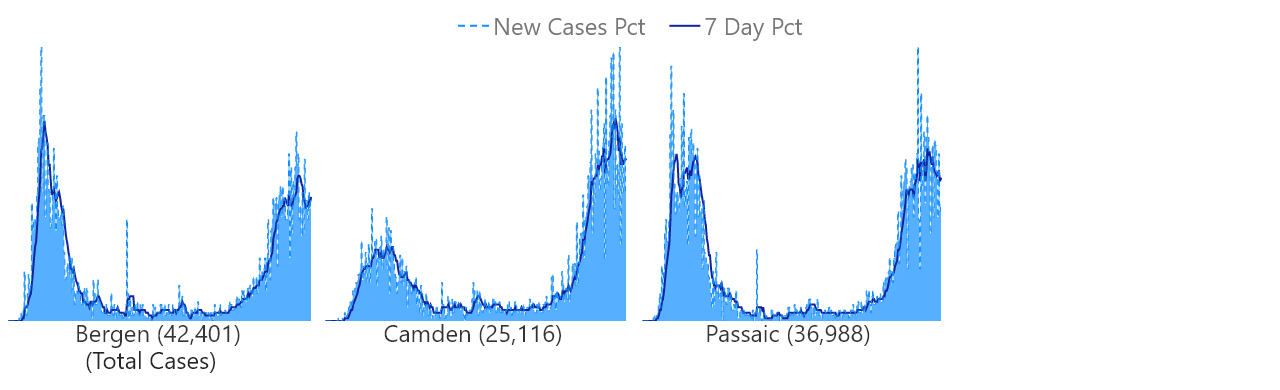 New Cases Pct 7 Day Pct
Bergen (42,401) Camden (25,116) Passaic (36,988)
(Total Cases)